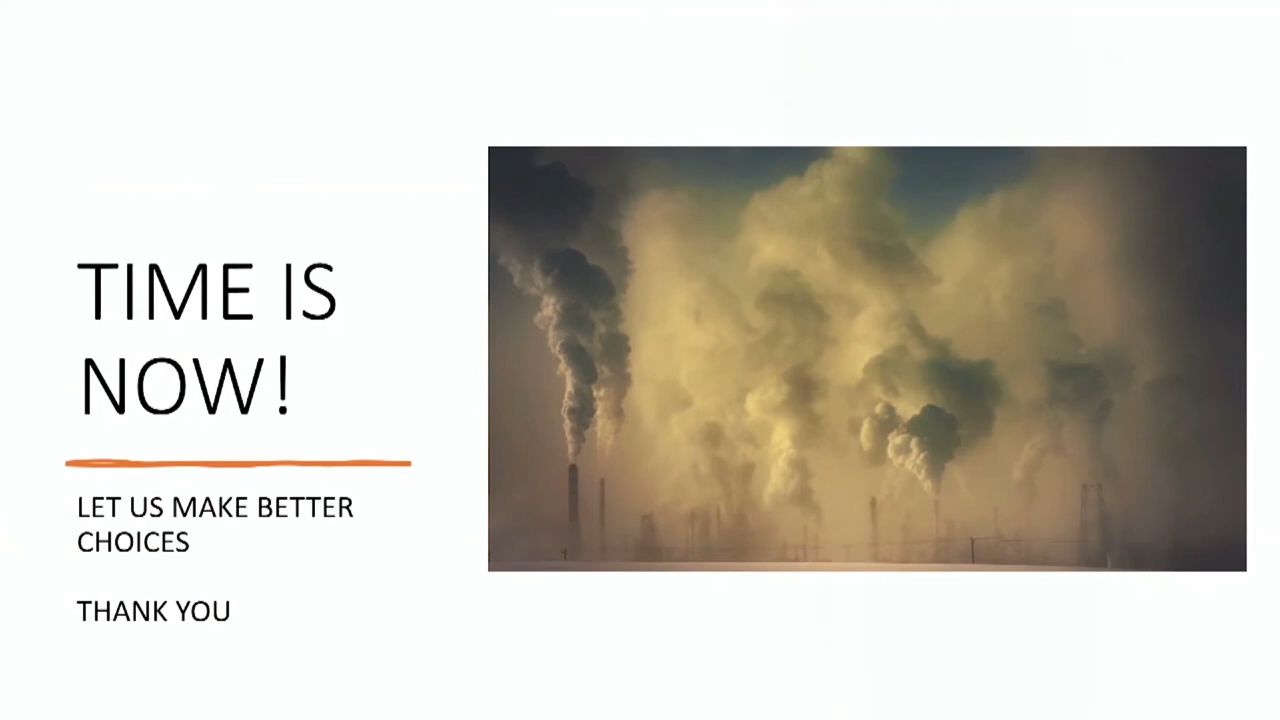 TIME IS
NOW!
LET US MAKE BETTER
CHOICES
THANK YOU